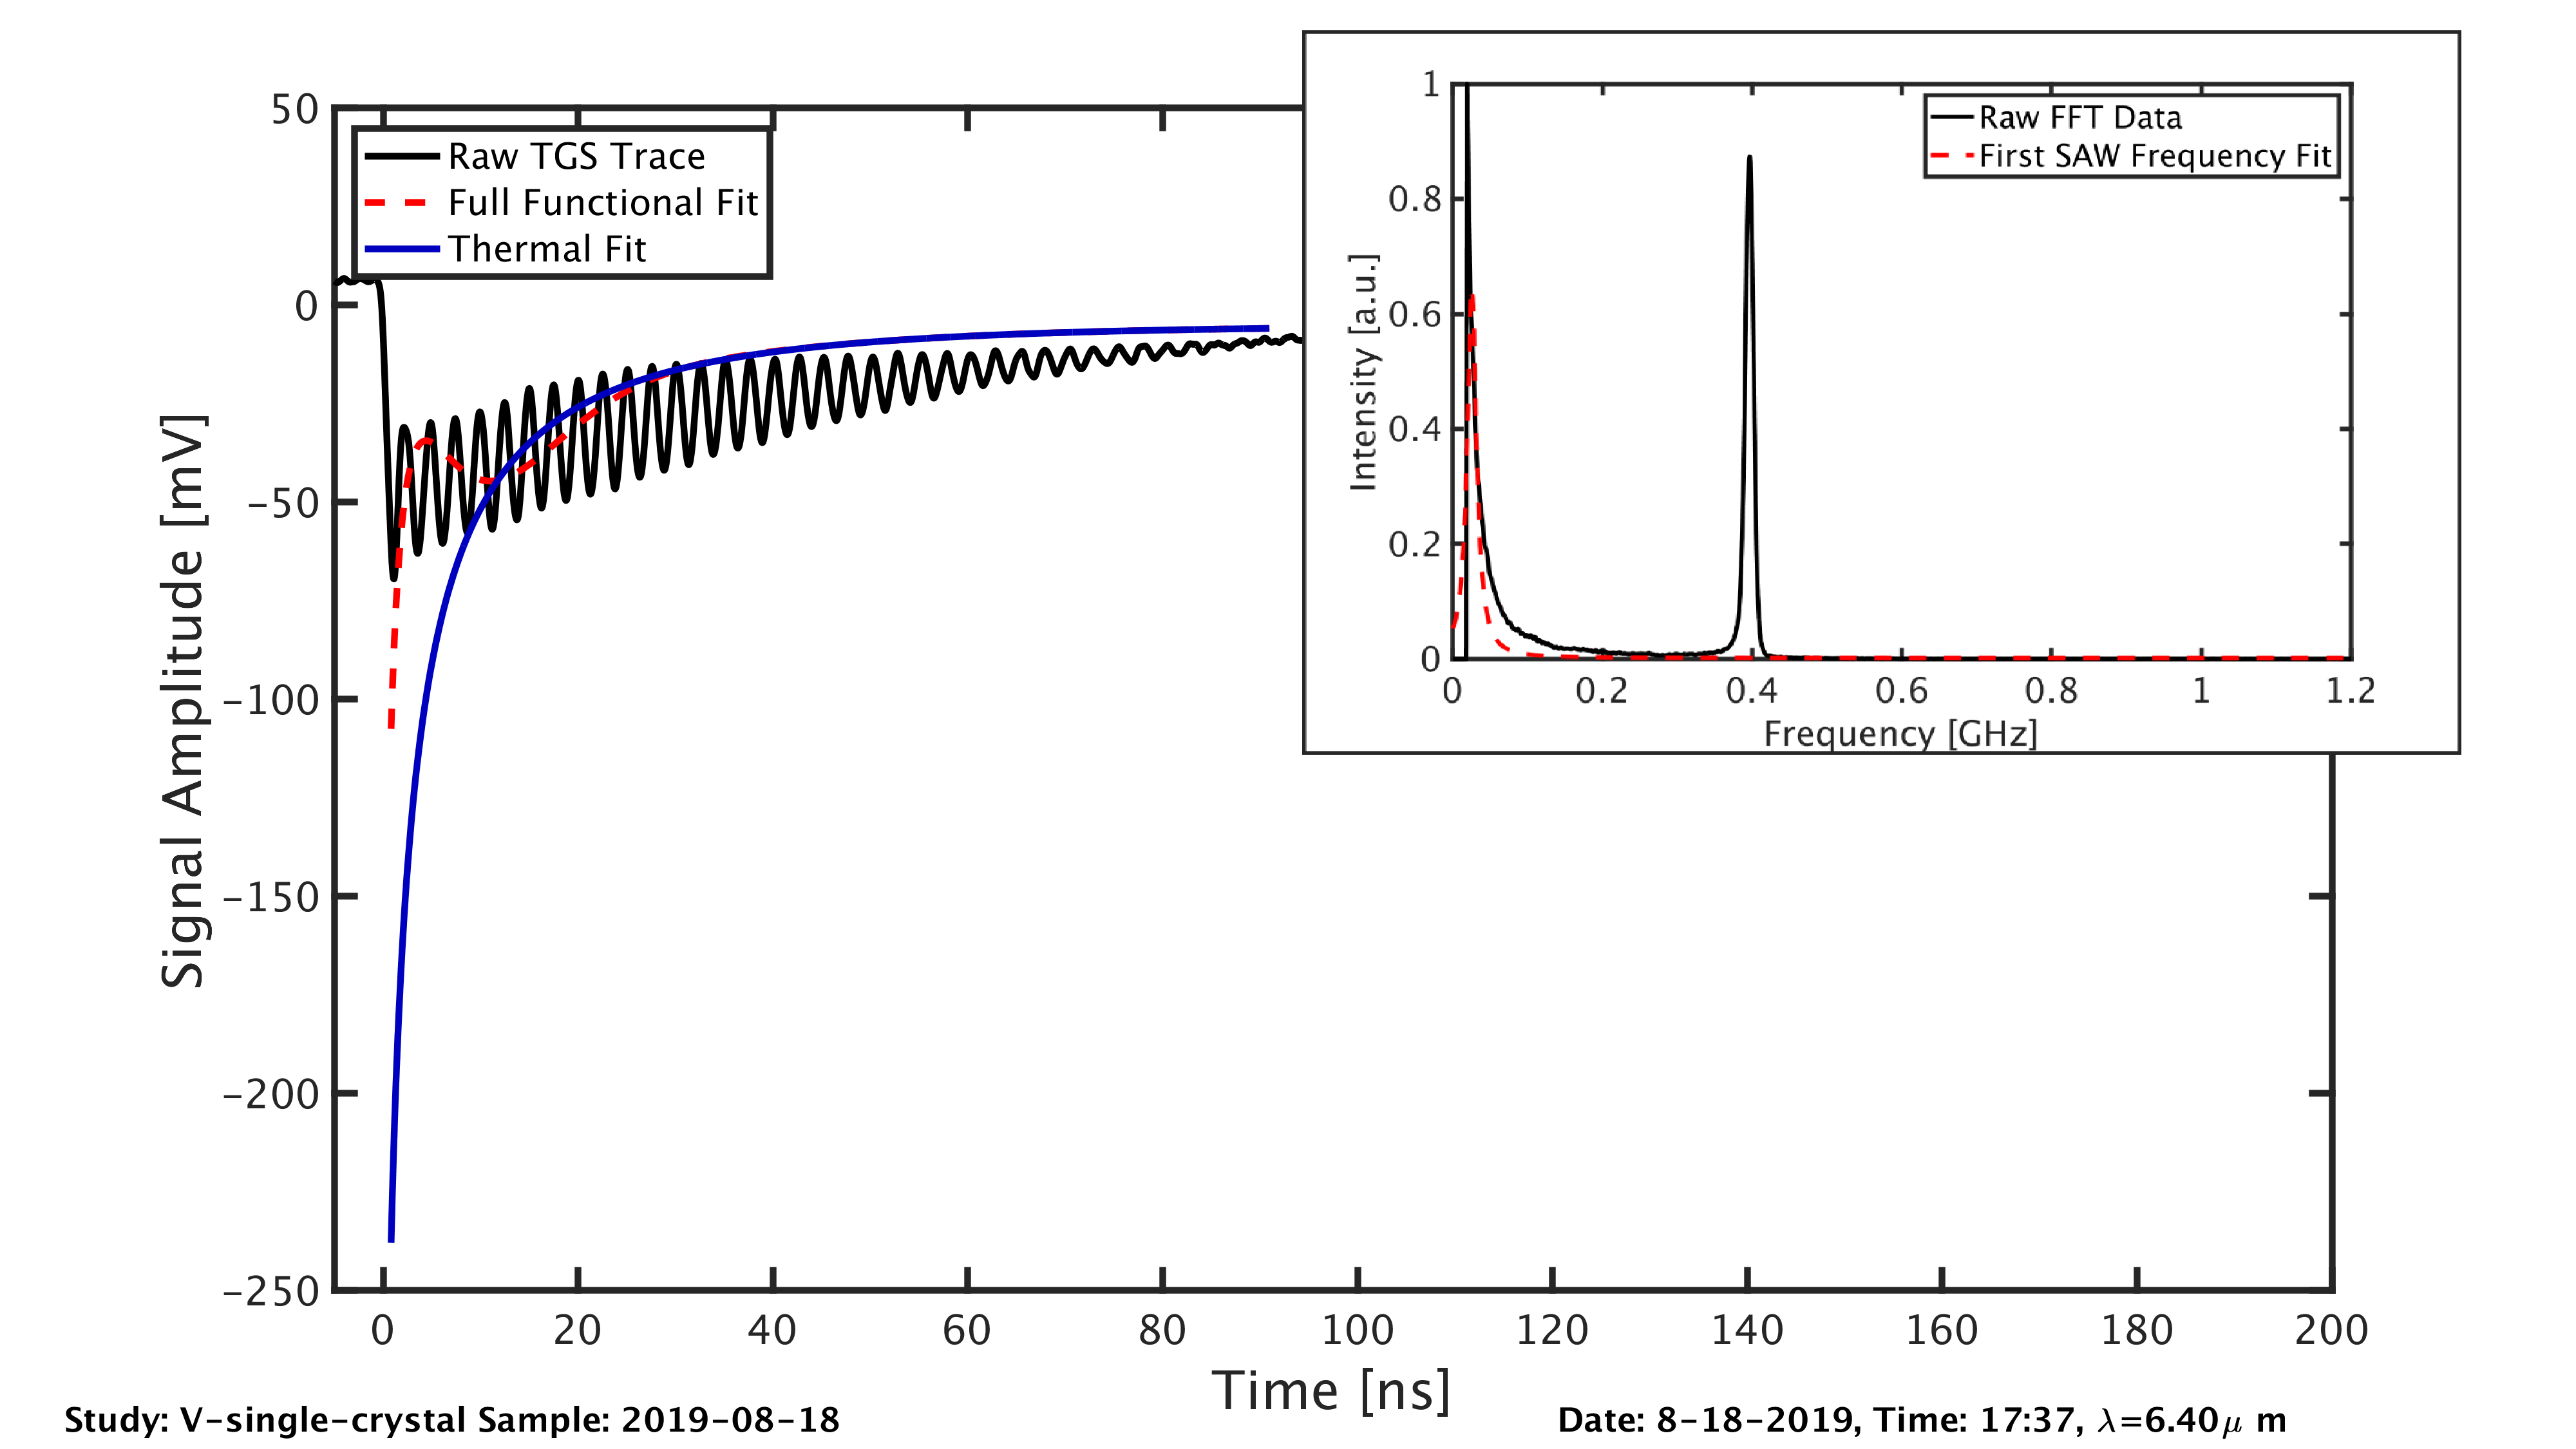 50
0
−50
−100
−150
−200
−250
Signal Amplitude [mV]
Raw TGS Trace
Full Functional Fit
Thermal Fit
1
0.8
0.6
0.4
0.2
0
Intensity [a.u.]
Raw FFT Data
First SAW Frequency Fit
0 0.2 0.4 0.6 0.8 1 1.2
Frequency [GHz]
0 20 40 60 80 100 120 140 160 180 200
Time [ns]
Study: V−single−crystal Sample: 2019−08−18
Date: 8−18−2019, Time: 17:37, λ=6.40μ m